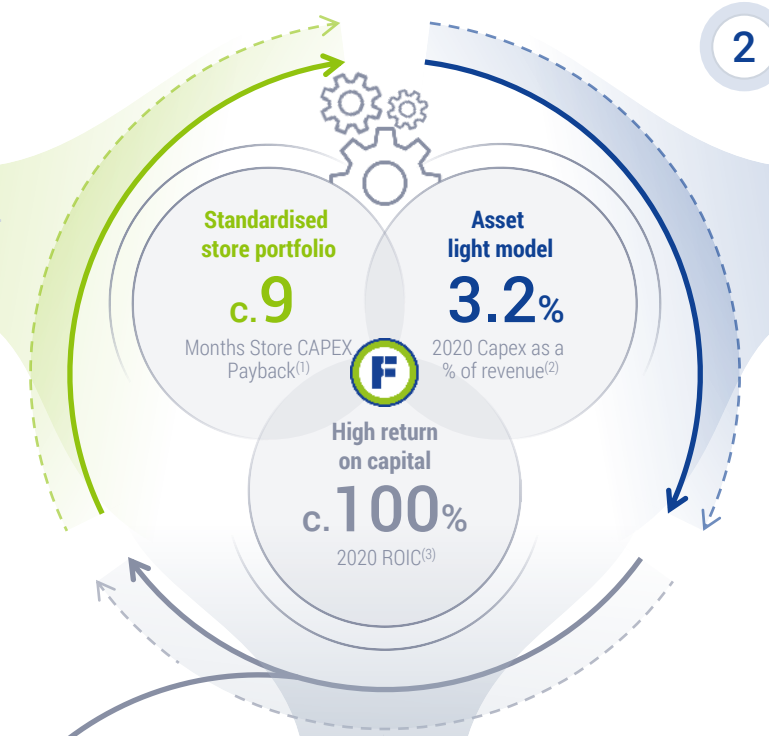 2
Standardised
store portfolio
c.9
Months Store CAPEX
Payback(1)
Asset
light model
3.2%
2020 Capex as a
% of revenue(2)
F
High return
on capital
c.100%
2020 ROIC(3)